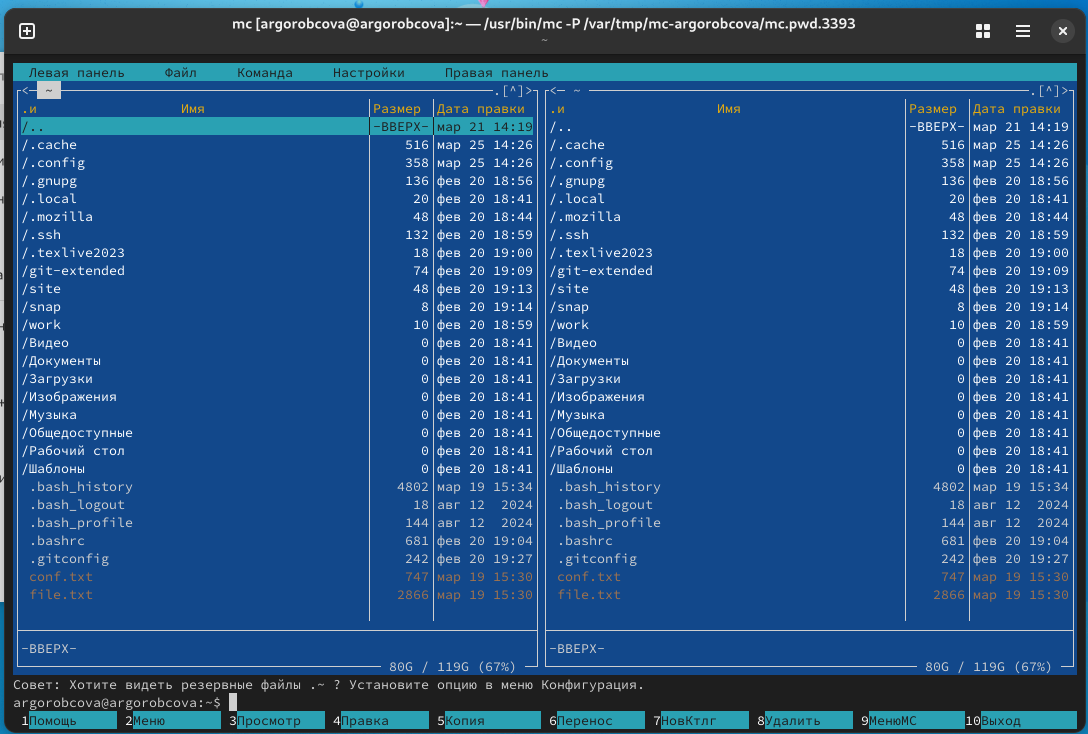 mc [argorobcova@argorobcova]:~ — /usr/bin/mc -P /var/tmp/mc-argorobcova/mc.pwd.3393
~
Левая панель Файл Команда Настройки Правая панель
<— ~ .[^]> <— ~ .[^]>
.и Имя Размер Дата правки .и Имя Размер Дата правки
/.. -ВВЕРХ- мар 21 14:19 /.. -ВВЕРХ- мар 21 14:19
/.cache 516 мар 25 14:26 /.cache 516 мар 25 14:26
/.config 358 мар 25 14:26 /.config 358 мар 25 14:26
/.gnupg 136 фев 20 18:56 /.gnupg 136 фев 20 18:56
/.local 20 фев 20 18:41 /.local 20 фев 20 18:41
/.mozilla 48 фев 20 18:44 /.mozilla 48 фев 20 18:44
/.ssh 132 фев 20 18:59 /.ssh 132 фев 20 18:59
/.texlive2023 18 фев 20 19:00 /.texlive2023 18 фев 20 19:00
/git-extended 74 фев 20 19:09 /git-extended 74 фев 20 19:09
/site 48 фев 20 19:13 /site 48 фев 20 19:13
/snap 8 фев 20 19:14 /snap 8 фев 20 19:14
/work 10 фев 20 18:59 /work 10 фев 20 18:59
/Видео 0 фев 20 18:41 /Видео 0 фев 20 18:41
/Документы 0 фев 20 18:41 /Документы 0 фев 20 18:41
/Загрузки 0 фев 20 18:41 /Загрузки 0 фев 20 18:41
/Изображения 0 фев 20 18:41 /Изображения 0 фев 20 18:41
/Музыка 0 фев 20 18:41 /Музыка 0 фев 20 18:41
/Общедоступные 0 фев 20 18:41 /Общедоступные 0 фев 20 18:41
/Рабочий стол 0 фев 20 18:41 /Рабочий стол 0 фев 20 18:41
/Шаблоны 0 фев 20 18:41 /Шаблоны 0 фев 20 18:41
.bash_history 4802 мар 19 15:34 .bash_history 4802 мар 19 15:34
.bash_logout 18 авг 12 2024 .bash_logout 18 авг 12 2024
.bash_profile 144 авг 12 2024 .bash_profile 144 авг 12 2024
.bashrc 681 фев 20 19:04 .bashrc 681 фев 20 19:04
.gitconfig 242 фев 20 19:27 .gitconfig 242 фев 20 19:27
conf.txt 747 мар 19 15:30 conf.txt 747 мар 19 15:30
file.txt 2866 мар 19 15:30 file.txt 2866 мар 19 15:30
-ВВЕРХ- -ВВЕРХ-
80G / 119G (67%) 80G / 119G (67%)
Совет: Хотите видеть резервные файлы .~ ? Установите опцию в меню Конфигурация.
argorobcova@argorobcova:~$
1Помощь 2Меню 3Просмотр 4Правка 5Копия 6Перенос 7НовКтлг 8Удалить 9МенюМС 10Выход